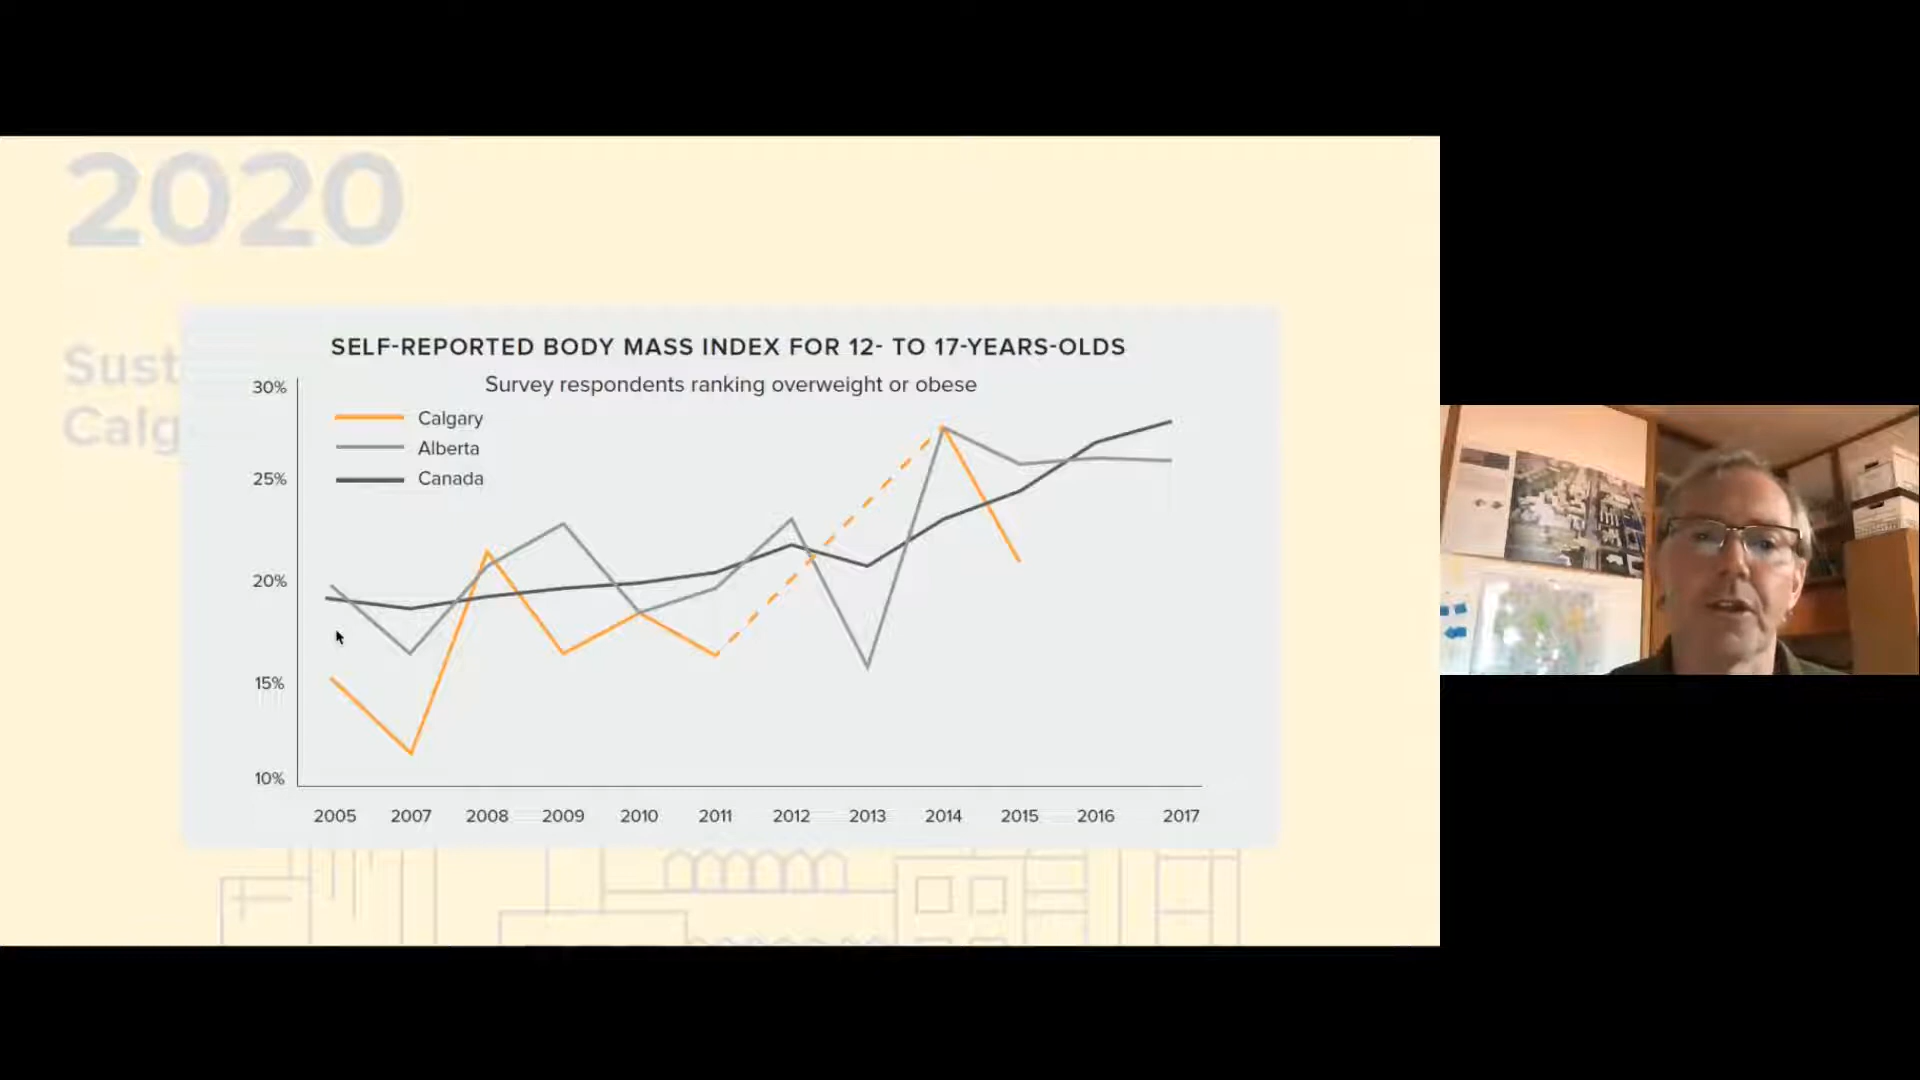 2020
Sust
Calg
SELF-REPORTED BODY MASS INDEX FOR 12- TO 17-YEARS-OLDS
Survey respondents ranking overweight or obese
30%
25%
20%
15%
10%
Calgary
Alberta
Canada
2005 2007 2008 2009 2010 2011 2012 2013 2014 2015 2016 2017